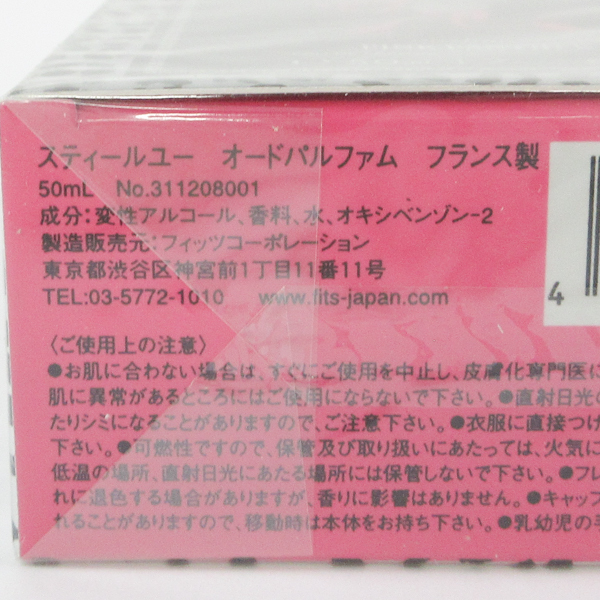 スティールユー　オードパルファム　フランス製
50mL　No.311208001
成分：変性アルコール、香料、水、オキシベンゾン-2
製造販売元：フィッツコーポレーション
東京都渋谷区神宮前1丁目11番11号
TEL:03-5772-1010　www.fits-japan.com
4
〈ご使用上の注意〉
●お肌に合わない場合は、すぐにご使用を中止し、皮膚化専門医に
肌に異常があるところにはご使用にならないで下さい。●直射日光の
たりシミになることがありますので、ご注意下さい。●衣服に直接つけ
下さい。●可燃性ですので、保管及び取り扱いにあたっては、火気に
低温の場所、直射日光にあたる場所には保管しないで下さい。●フレ
れに退色する場合がありますが、香りに影響はありません。●キャップ
れることがありますので、移動時は本体をお持ち下さい。●乳幼児の手